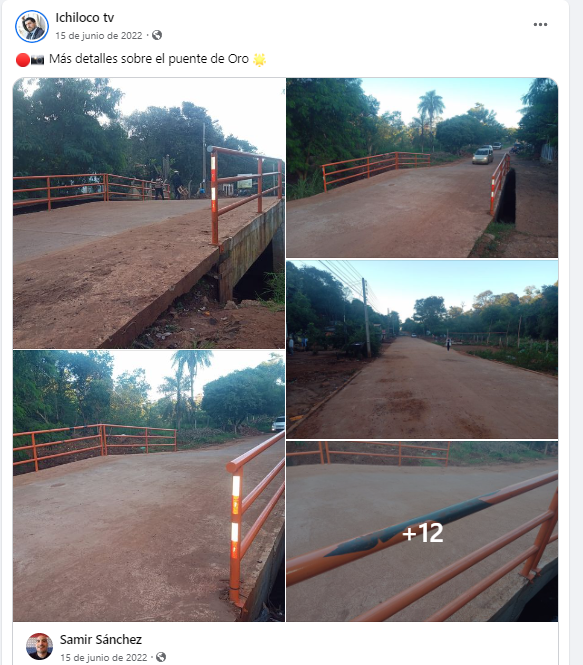 Ichiloco tv
15 de junio de 2022 ·
Más detalles sobre el puente de Oro
+12
Samir Sánchez
15 de junio de 2022 ·